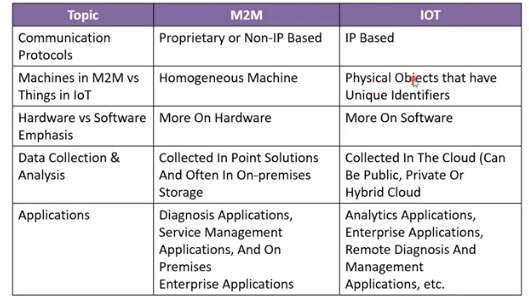 Topic M2M IOT
Communication Proprietary or Non-IP Based IP Based
Protocols
Machines in M2M vs Homogeneous Machine Physical Objects that have
Things in IoT Unique Identifiers
Hardware vs Software More On Hardware More On Software
Emphasis
Data Collection & Collected In Point Solutions Collected In The Cloud (Can
Analysis And Often In On-premises Be Public, Private Or
Storage Hybrid Cloud
Applications Diagnosis Applications, Analytics Applications,
Service Management Enterprise Applications,
Applications, And On Remote Diagnosis And
Premises Management
Enterprise Applications Applications, etc.